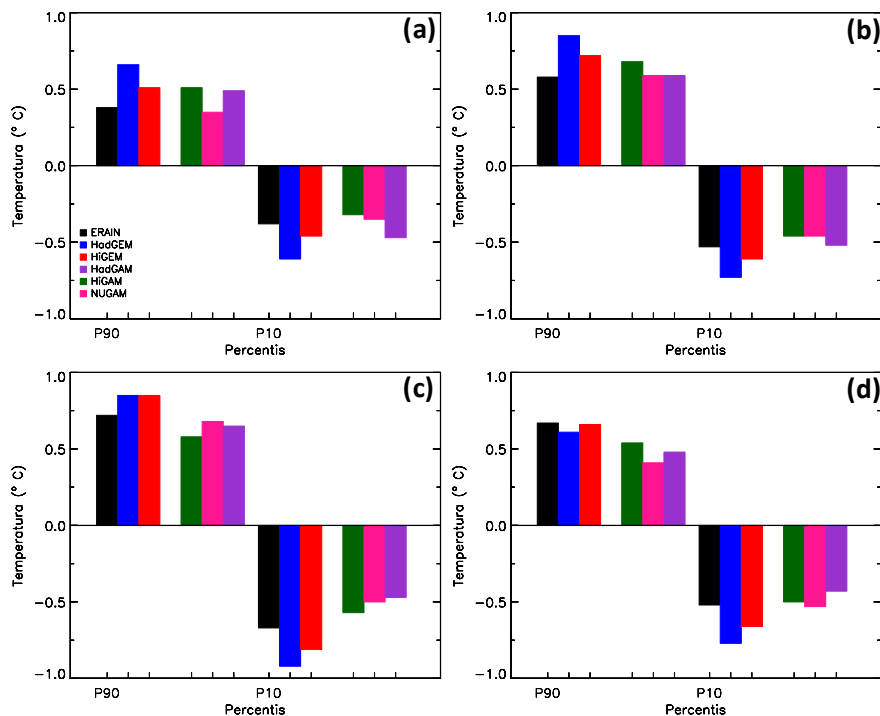 (a)
1.0
0.5
0.0
−0.5
−1.0
Temperatura (° C)
ERAIN
HadGEM
HiGEM
HadGAM
HiGAM
NUGAM
P90 P10
Percentis
(b)
1.0
0.5
0.0
−0.5
−1.0
Temperatura (° C)
P90 P10
Percentis
(c)
1.0
0.5
0.0
−0.5
−1.0
Temperatura (° C)
P90 P10
Percentis
(d)
1.0
0.5
0.0
−0.5
−1.0
Temperatura (° C)
P90 P10
Percentis